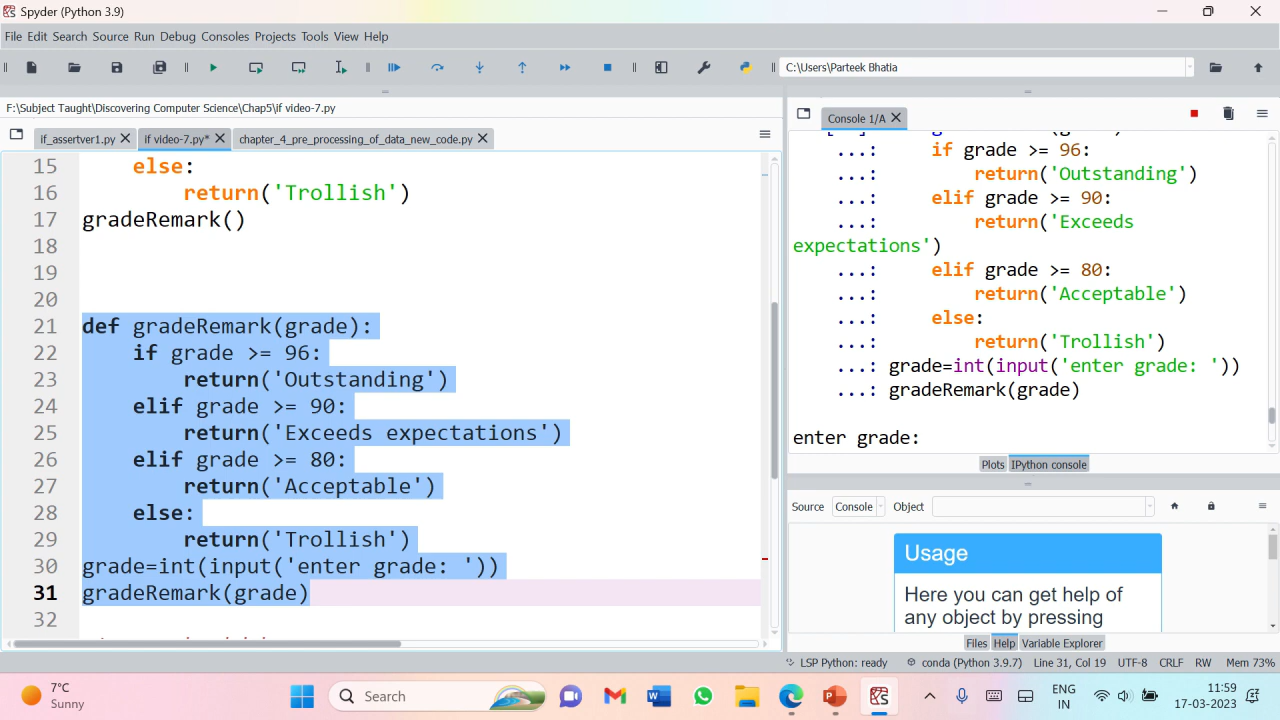 Spyder (Python 3.9)
File Edit Search Source Run Debug Consoles Projects Tools View Help
C:\Users\Parteek Bhatia
F:\Subject Taught\Discovering Computer Science\Chap5\if video-7.py
if_assertver1.py
if video-7.py*
chapter_4_pre_processing_of_data_new_code.py
15 else:
16 return('Trollish')
17 gradeRemark()
18
19
20
21 def gradeRemark(grade):
22 if grade >= 96:
23 return('Outstanding')
24 elif grade >= 90:
25 return('Exceeds expectations')
26 elif grade >= 80:
27 return('Acceptable')
28 else:
29 return('Trollish')
30 grade=int(input('enter grade: '))
31 gradeRemark(grade)
32
Console 1/A
...: if grade >= 96:
...: return('Outstanding')
...: elif grade >= 90:
...: return('Exceeds
expectations')
...: elif grade >= 80:
...: return('Acceptable')
...: else:
...: return('Trollish')
...: grade=int(input('enter grade: '))
...: gradeRemark(grade)
enter grade:
Plots IPython console
Source Console Object
Usage
Here you can get help of
any object by pressing
Files Help Variable Explorer
LSP Python: ready conda (Python 3.9.7) Line 31, Col 19 UTF-8 CRLF RW Mem 73%
7°C
Sunny
Search
ENG
IN
11:59
17-03-2023